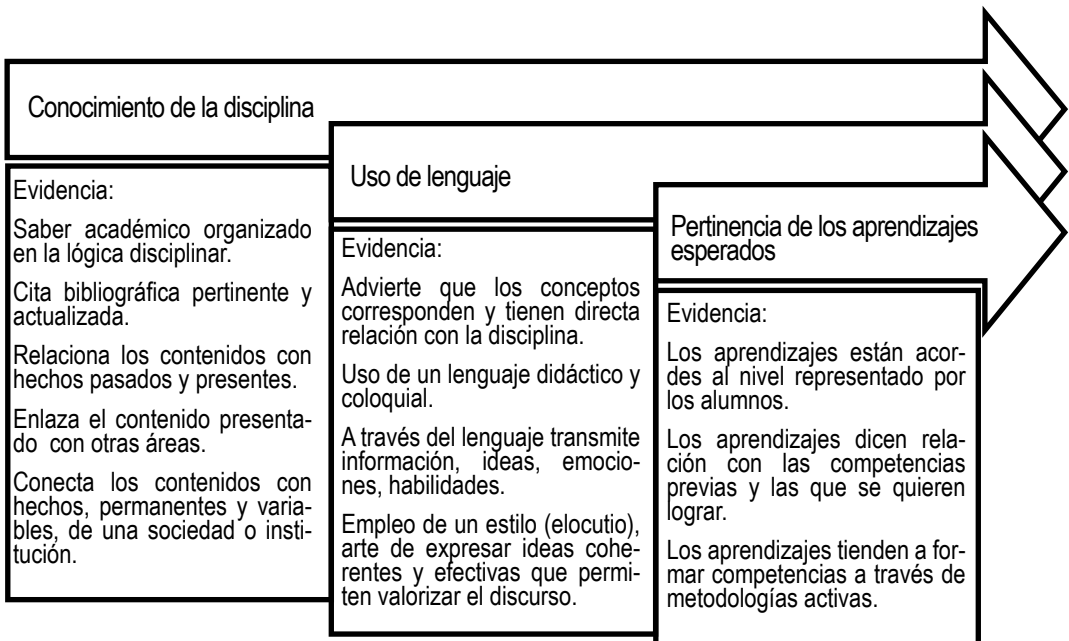 Conocimiento de la disciplina
Evidencia:
Saber académico organizado
en la lógica disciplinar.
Cita bibliográfica pertinente y
actualizada.
Relaciona los contenidos con
hechos pasados y presentes.
Enlaza el contenido presenta-
do con otras áreas.
Conecta los contenidos con
hechos, permanentes y varia-
bles, de una sociedad o insti-
tución.
Uso de lenguaje
Evidencia:
Advierte que los conceptos
corresponden y tienen directa
relación con la disciplina.
Uso de un lenguaje didáctico y
coloquial.
A través del lenguaje transmite
información, ideas, emocio-
nes, habilidades.
Empleo de un estilo (elocutio),
arte de expresar ideas cohe-
rentes y efectivas que permi-
ten valorizar el discurso.
Pertinencia de los aprendizajes
esperados
Evidencia:
Los aprendizajes están acor-
des al nivel representado por
los alumnos.
Los aprendizajes dicen rela-
ción con las competencias
previas y las que se quieren
lograr.
Los aprendizajes tienden a for-
mar competencias a través de
metodologías activas.